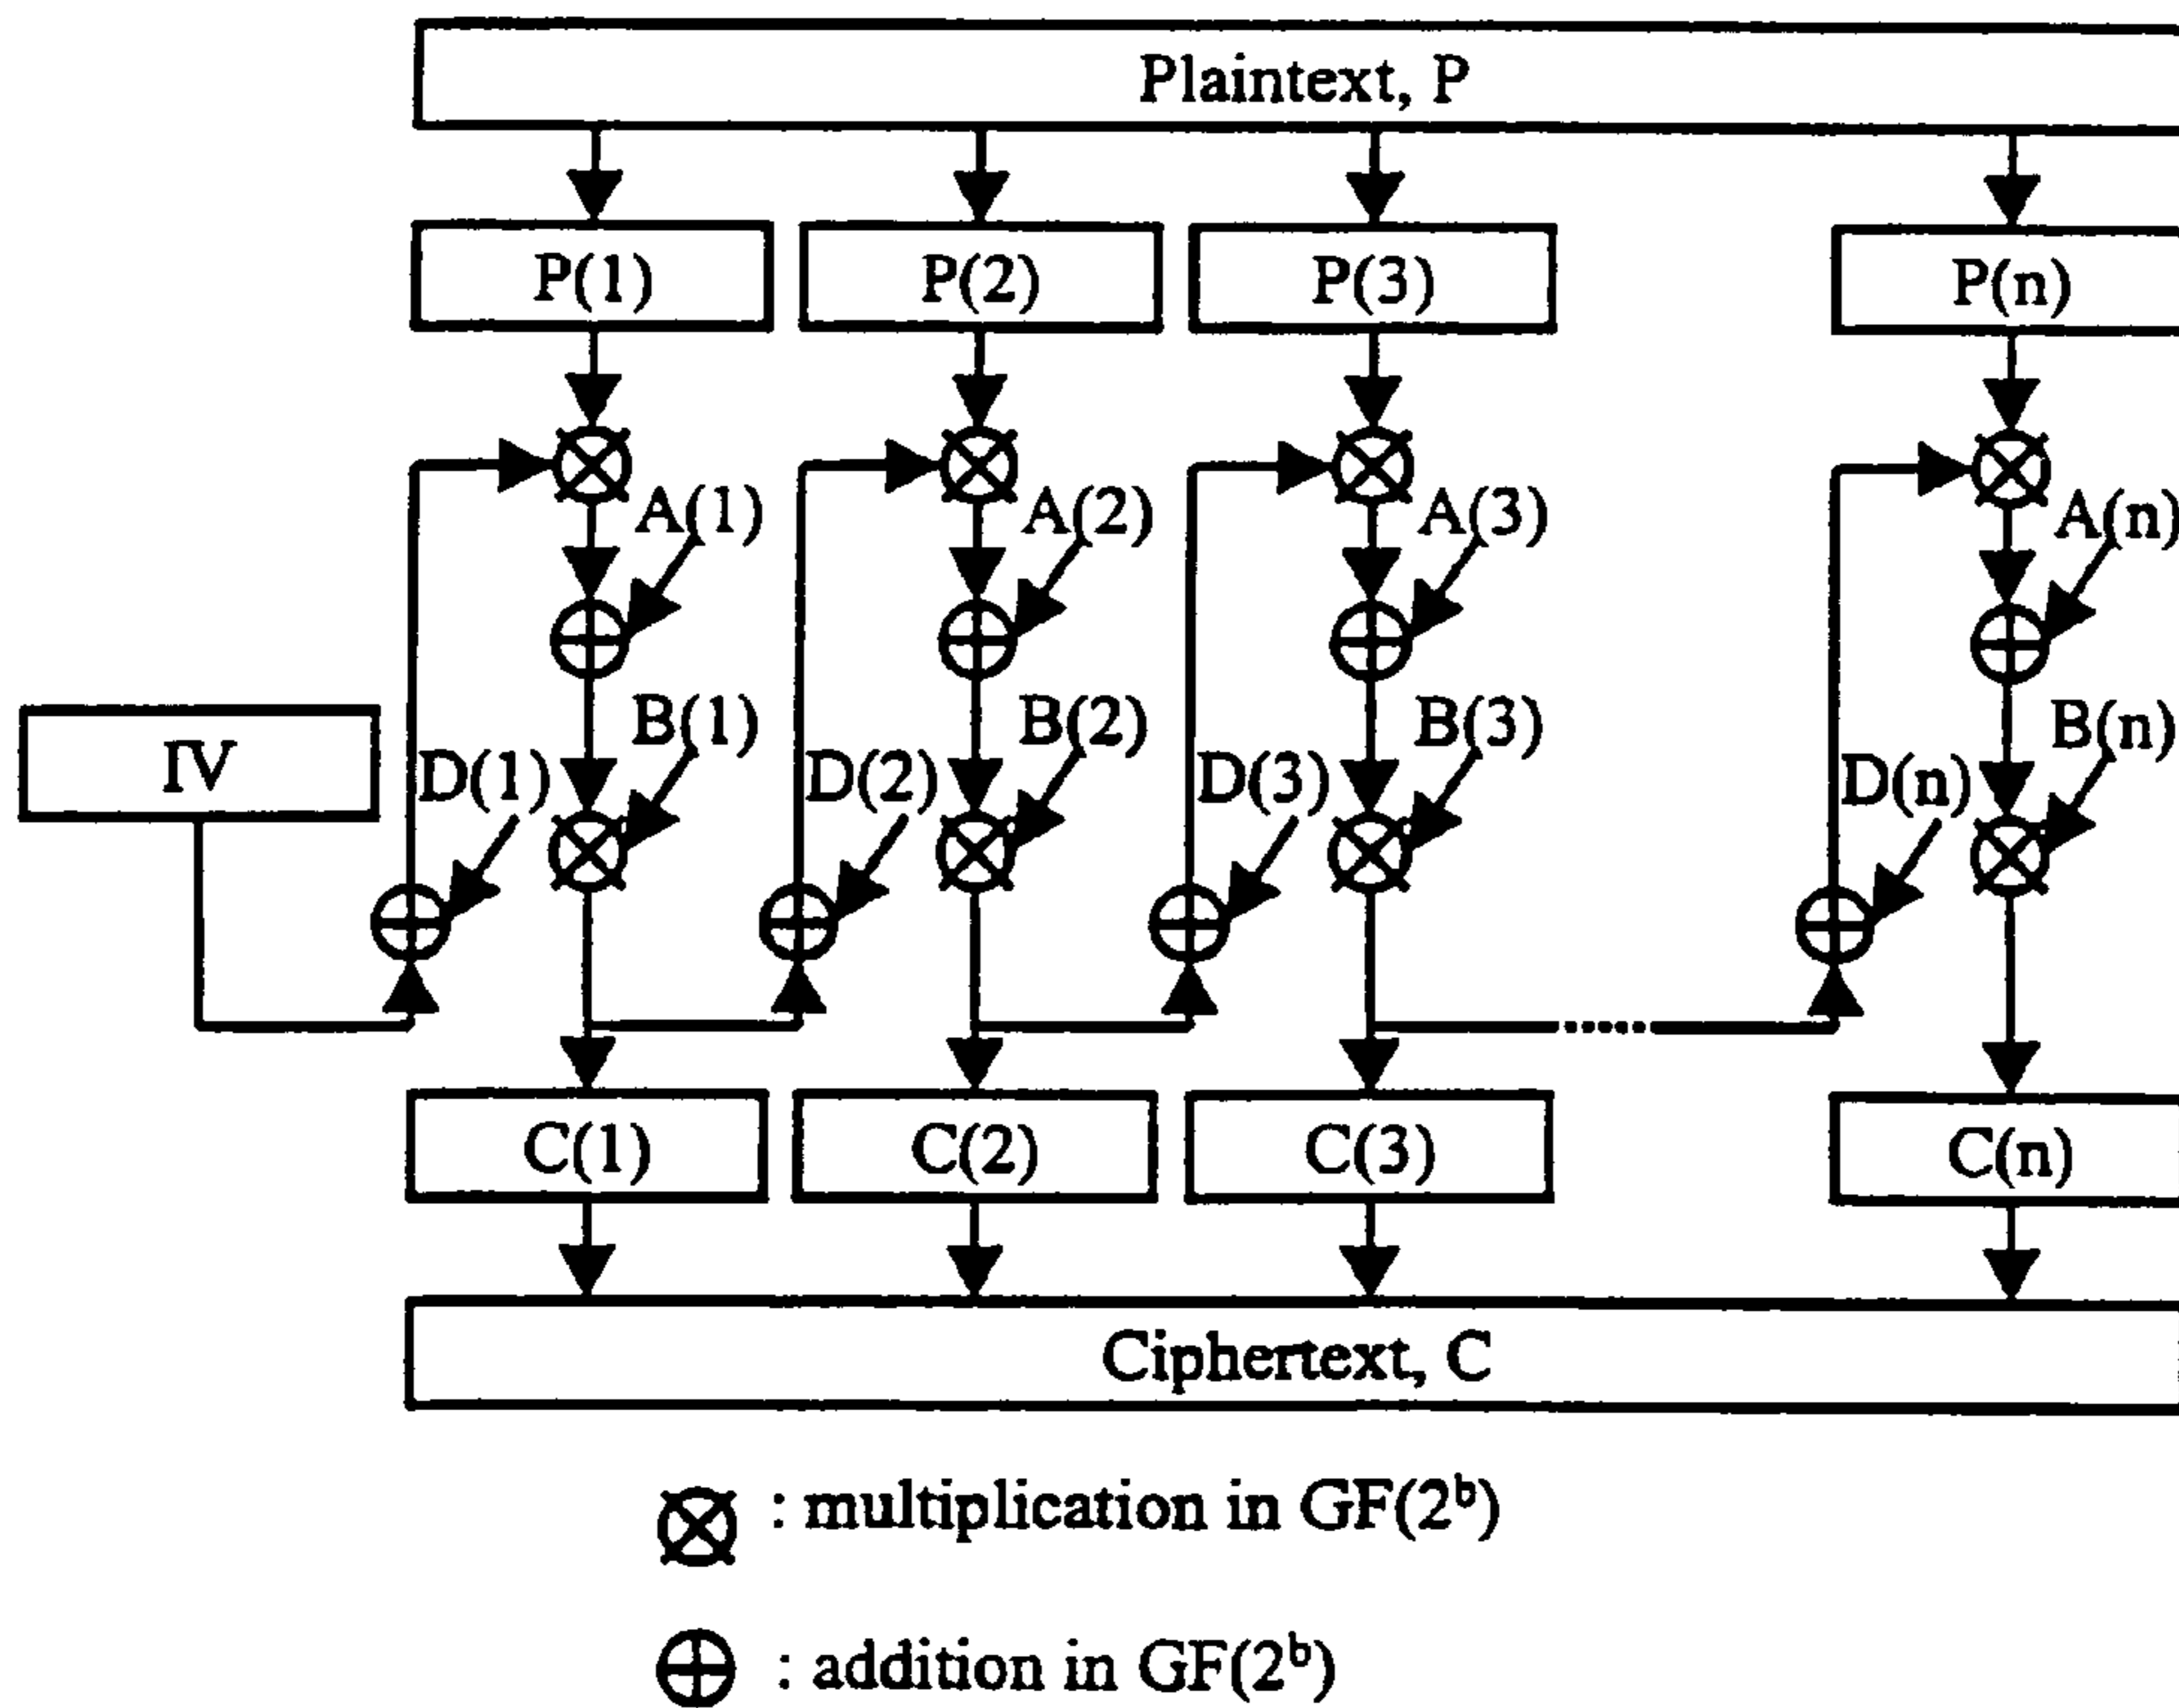 Plaintext, P
P(1) P(2) P(3) P(n)
A(1) A(2) A(3) A(n)
B(1) B(2) B(3) B(n)
IV D(1) D(2) D(3) D(n)
C(1) C(2) C(3) C(n)
Ciphertext, C
⊗ : multiplication in GF(2ᵇ)
⊕ : addition in GF(2ᵇ)